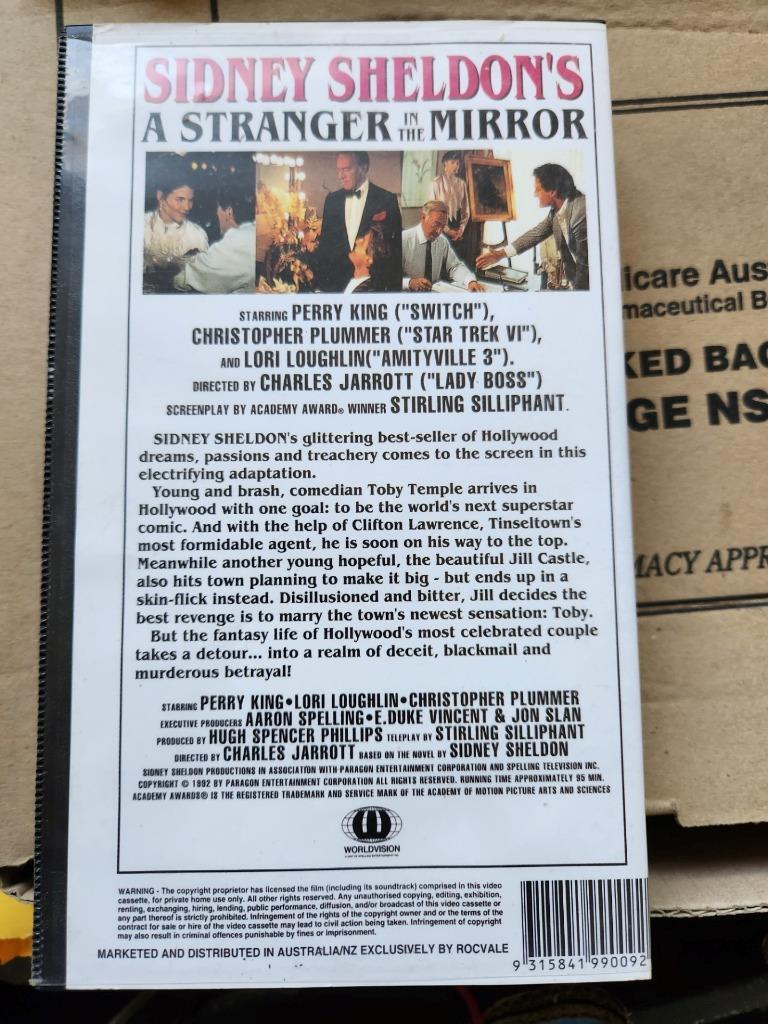 SIDNEY SHELDON'S
A STRANGER IN THE MIRROR
STARRING PERRY KING ("SWITCH"),
CHRISTOPHER PLUMMER ("STAR TREK VI"),
AND LORI LOUGHLIN("AMITYVILLE 3").
DIRECTED BY CHARLES JARROTT ("LADY BOSS")
SCREENPLAY BY ACADEMY AWARD® WINNER STIRLING SILLIPHANT.
SIDNEY SHELDON's glittering best-seller of Hollywood
dreams, passions and treachery comes to the screen in this
electrifying adaptation.
Young and brash, comedian Toby Temple arrives in
Hollywood with one goal: to be the world's next superstar
comic. And with the help of Clifton Lawrence, Tinseltown's
most formidable agent, he is soon on his way to the top.
Meanwhile another young hopeful, the beautiful Jill Castle,
also hits town planning to make it big - but ends up in a
skin-flick instead. Disillusioned and bitter, Jill decides the
best revenge is to marry the town's newest sensation: Toby.
But the fantasy life of Hollywood's most celebrated couple
takes a detour... into a realm of deceit, blackmail and
murderous betrayal!
STARRING PERRY KING•LORI LOUGHLIN•CHRISTOPHER PLUMMER
EXECUTIVE PRODUCERS AARON SPELLING•E.DUKE VINCENT & JON SLAN
PRODUCED BY HUGH SPENCER PHILLIPS TELEPLAY BY STIRLING SILLIPHANT
DIRECTED BY CHARLES JARROTT BASED ON THE NOVEL BY SIDNEY SHELDON
SIDNEY SHELDON PRODUCTIONS IN ASSOCIATION WITH PARAGON ENTERTAINMENT CORPORATION AND SPELLING TELEVISION INC.
COPYRIGHT © 1992 BY PARAGON ENTERTAINMENT CORPORATION ALL RIGHTS RESERVED. RUNNING TIME APPROXIMATELY 95 MIN.
ACADEMY AWARDS® IS THE REGISTERED TRADEMARK AND SERVICE MARK OF THE ACADEMY OF MOTION PICTURE ARTS AND SCIENCES
WORLDVISION
WARNING - The copyright proprietor has licensed the film (including its soundtrack) comprised in this video
cassette, for private home use only. All other rights reserved. Any unauthorised copying, editing, exhibition,
renting, exchanging, hiring, lending, public performance, diffusion, and/or broadcast of this video cassette or
any part thereof is strictly prohibited. Infringement of the rights of the copyright owner and or the terms of the
contract for sale or hire of the video cassette may lead to civil action being taken. Infringement of copyright
may also result in criminal offences punishable by fines or imprisonment.
MARKETED AND DISTRIBUTED IN AUSTRALIA/NZ EXCLUSIVELY BY ROCVALE
9 315841 990092
icare Aus
maceutical B
KED BAG
GE NS
MACY APPR